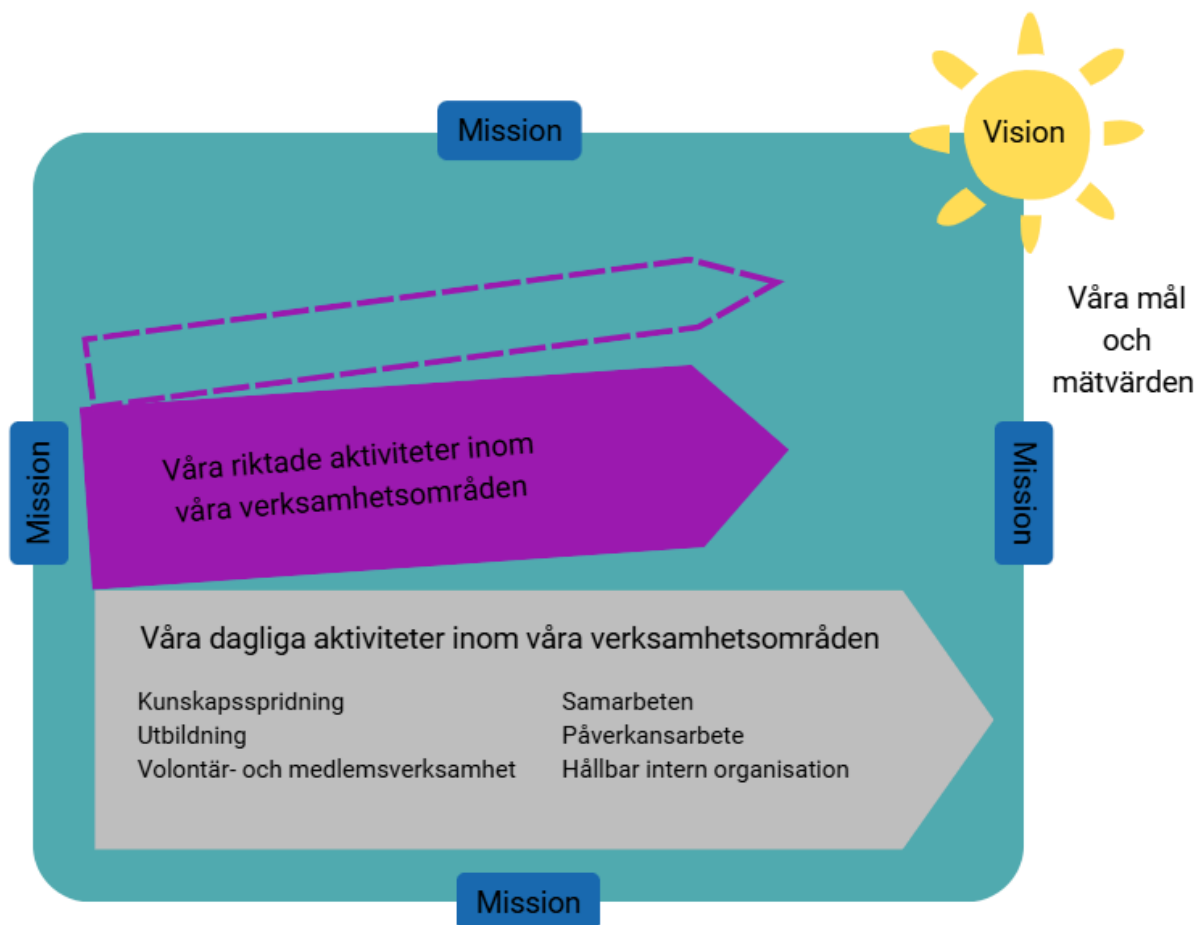 Mission
Vision
Våra mål
och
mätvärden
Mission
Våra riktade aktiviteter inom
våra verksamhetsområden
Mission
Våra dagliga aktiviteter inom våra verksamhetsområden
Kunskapsspridning
Utbildning
Volontär- och medlemsverksamhet
Samarbeten
Påverkansarbete
Hållbar intern organisation
Mission